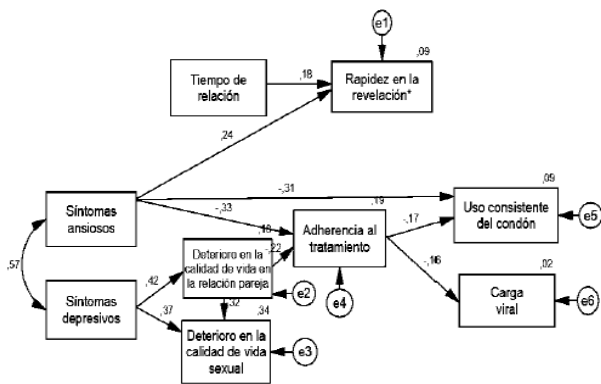 e1
,09
Tiempo de
relación
,18
Rapidez en la
revelación*
,24
-,31
,09
-,33
,19
Síntomas
ansiosos
Uso consistente
del condón
e5
,18
Adherencia al
tratamiento
-,17
-,22
Deterioro en la
calidad de vida en
la relación pareja
,57
,42
-,16
,02
e2
e4
Síntomas
depresivos
,32
,34
,37
Carga
viral
e6
Deterioro en la
calidad de vida
sexual
e3